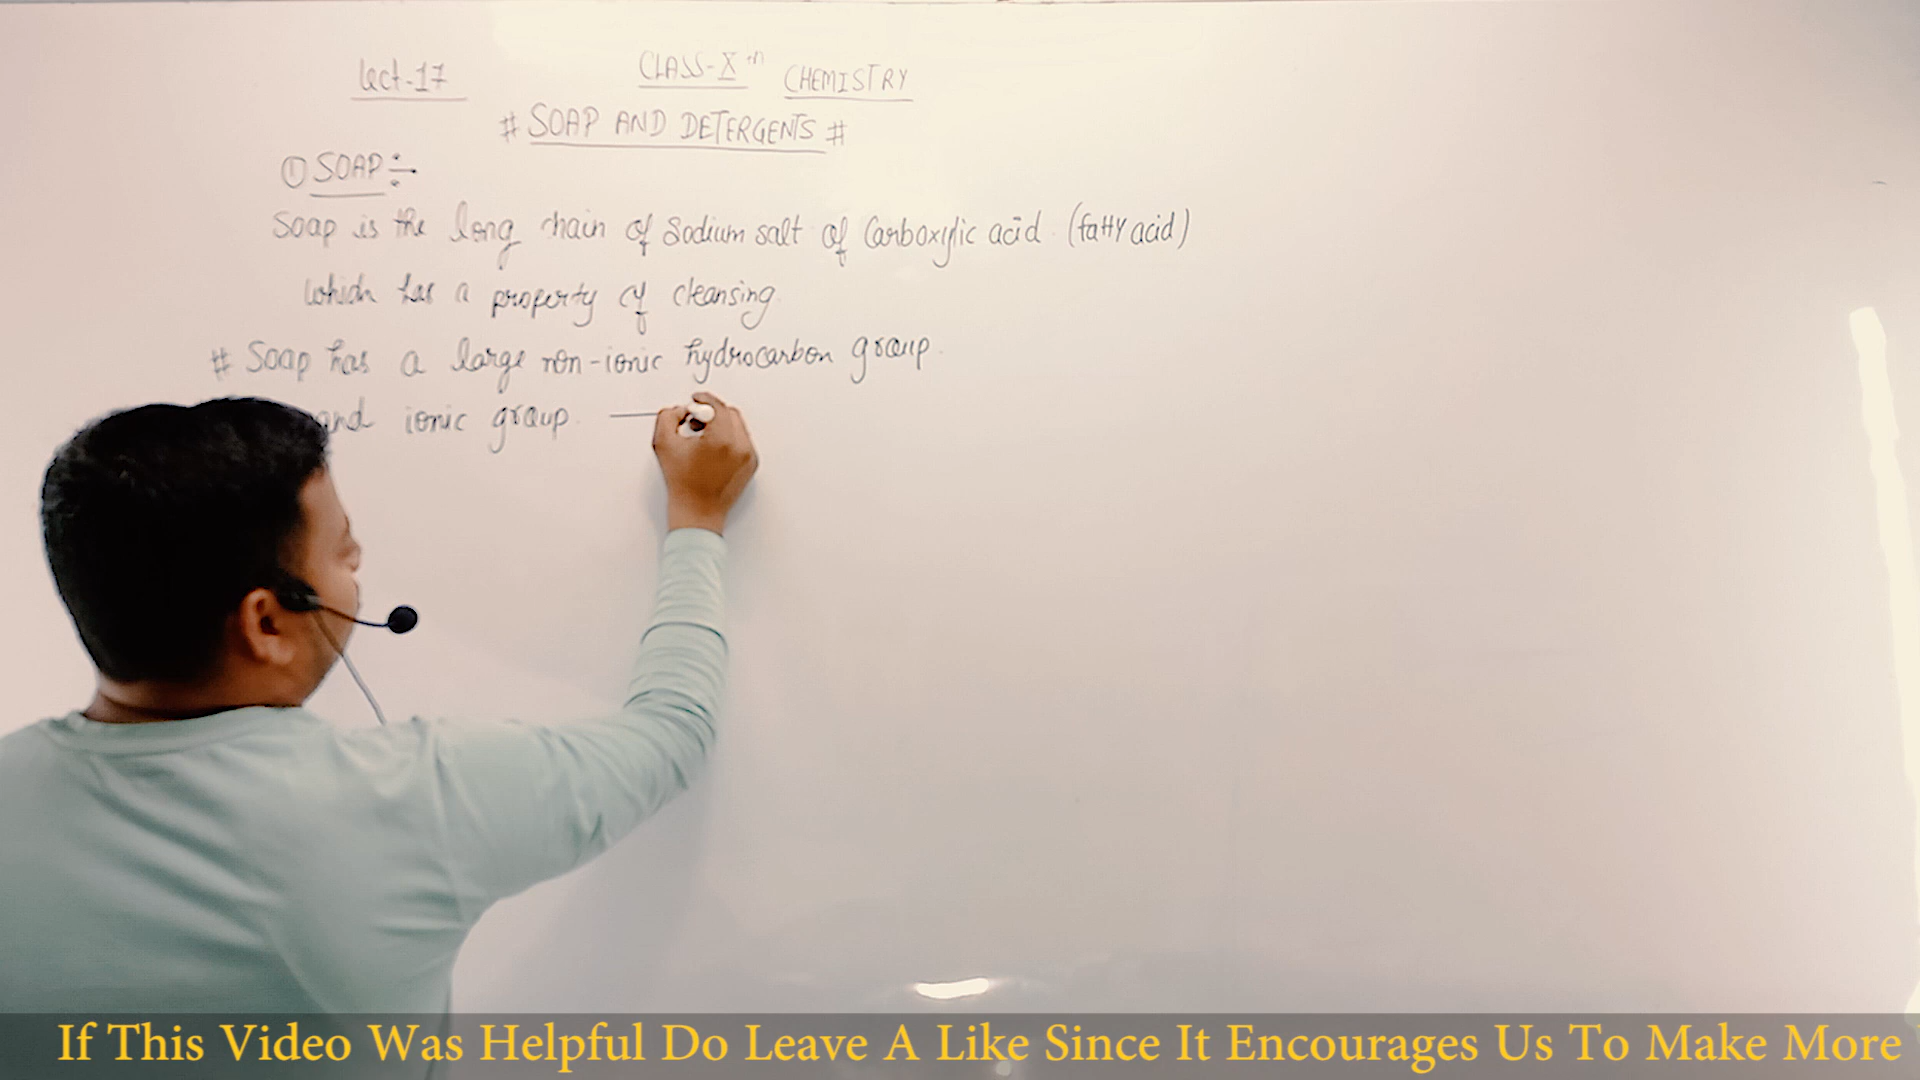 Lect-17 CLASS-Xth CHEMISTRY
# SOAP AND DETERGENTS #
① SOAP ÷
Soap is the long chain of Sodium salt of Carboxylic acid (fatty acid)
which has a property of cleansing.
# Soap has a large non-ionic hydrocarbon group.
and ionic group.
If This Video Was Helpful Do Leave A Like Since It Encourages Us To Make More